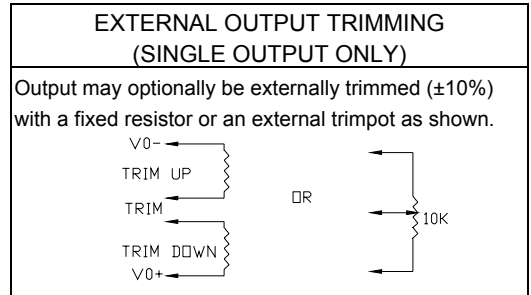 EXTERNAL OUTPUT TRIMMING
(SINGLE OUTPUT ONLY)
Output may optionally be externally trimmed (±10%)
with a fixed resistor or an external trimpot as shown.
V0-
TRIM UP
TRIM
OR
10K
TRIM DOWN
V0+